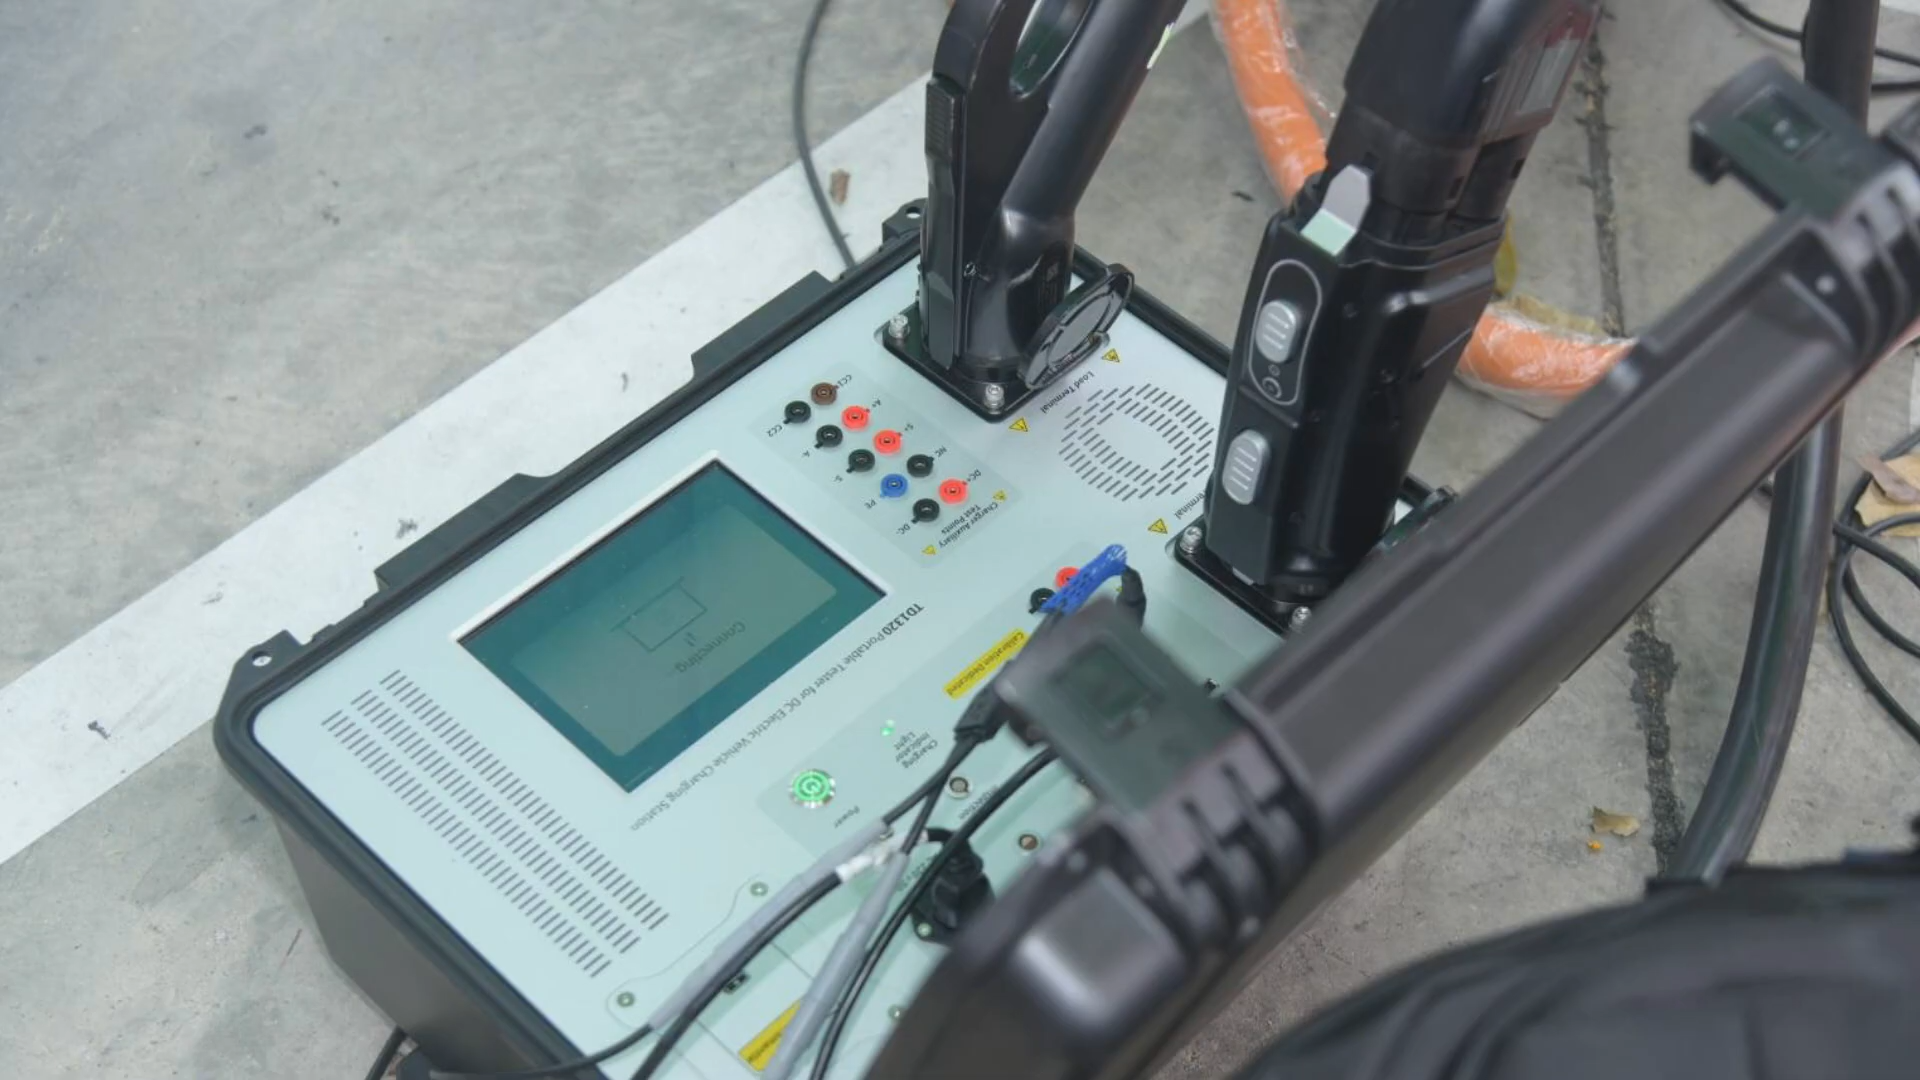 CC1
CC2
A+
A-
S+
S-
NC
PE
DC+
DC-
Charger Auxiliary
Test Points
Load Terminal
Terminal
Connecting.
TD1320 Portable Tester for DC Electric Vehicle Charging Station
Calibration Dedicated
Charging
Indicator
Light
Power